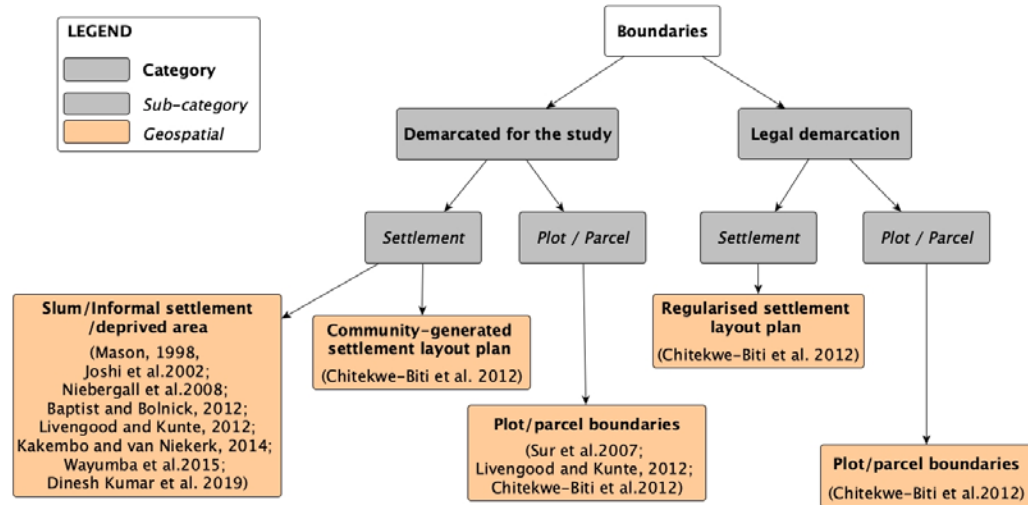 LEGEND
Category
Sub-category
Geospatial
Boundaries
Demarcated for the study
Legal demarcation
Settlement
Plot / Parcel
Settlement
Plot / Parcel
Slum/Informal settlement
/deprived area
(Mason, 1998,
Joshi et al.2002;
Niebergall et al.2008;
Baptist and Bolnick, 2012;
Livengood and Kunte, 2012;
Kakembo and van Niekerk, 2014;
Wayumba et al.2015;
Dinesh Kumar et al. 2019)
Community-generated
settlement layout plan
(Chitekwe-Biti et al. 2012)
Plot/parcel boundaries
(Sur et al.2007;
Livengood and Kunte, 2012;
Chitekwe-Biti et al.2012)
Regularised settlement
layout plan
(Chitekwe-Biti et al. 2012)
Plot/parcel boundaries
(Chitekwe-Biti et al.2012)